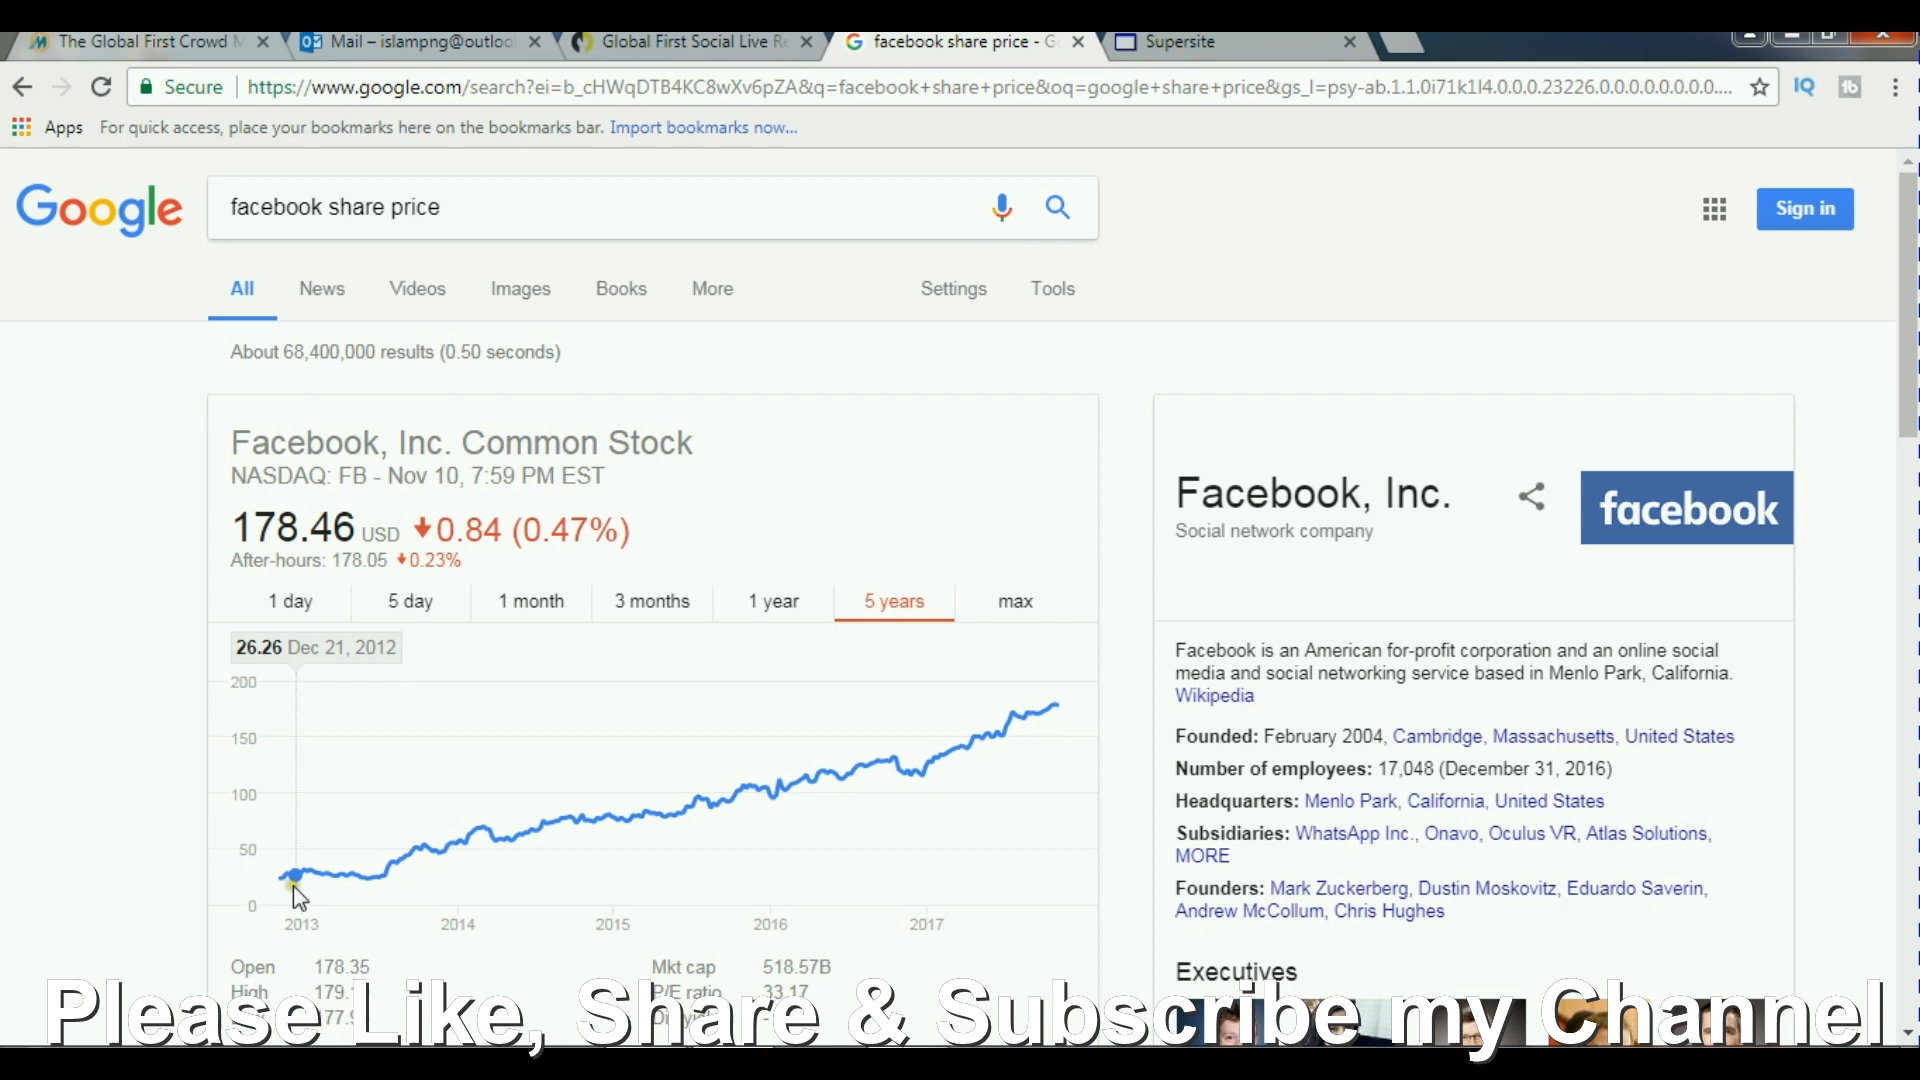 The Global First Crowd
Mail – islampng@outloo
Global First Social Live Re
facebook share price - G
Supersite
Secure
https://www.google.com/search?ei=b_cHWqDTB4KC8wXv6pZA&q=facebook+share+price&oq=google+share+price&gs_l=psy-ab.1.1.0i71k1l4.0.0.0.23226.0.0.0.0.0.0.0.0....
IQ
tb
Apps
For quick access, place your bookmarks here on the bookmarks bar. Import bookmarks now...
Google
facebook share price
Sign in
All
News
Videos
Images
Books
More
Settings
Tools
About 68,400,000 results (0.50 seconds)
Facebook, Inc. Common Stock
NASDAQ: FB - Nov 10, 7:59 PM EST
178.46 USD 0.84 (0.47%)
After-hours: 178.05 0.23%
1 day
5 day
1 month
3 months
1 year
5 years
max
26.26 Dec 21, 2012
200
150
100
50
0
2013
2014
2015
2016
2017
Open 178.35
Mkt cap 518.57B
High 179.
P/E ratio 33.17
Facebook, Inc.
Social network company
facebook
Facebook is an American for-profit corporation and an online social
media and social networking service based in Menlo Park, California.
Wikipedia
Founded: February 2004, Cambridge, Massachusetts, United States
Number of employees: 17,048 (December 31, 2016)
Headquarters: Menlo Park, California, United States
Subsidiaries: WhatsApp Inc., Onavo, Oculus VR, Atlas Solutions,
MORE
Founders: Mark Zuckerberg, Dustin Moskovitz, Eduardo Saverin,
Andrew McCollum, Chris Hughes
Executives
Please Like, Share & Subscribe my Channel